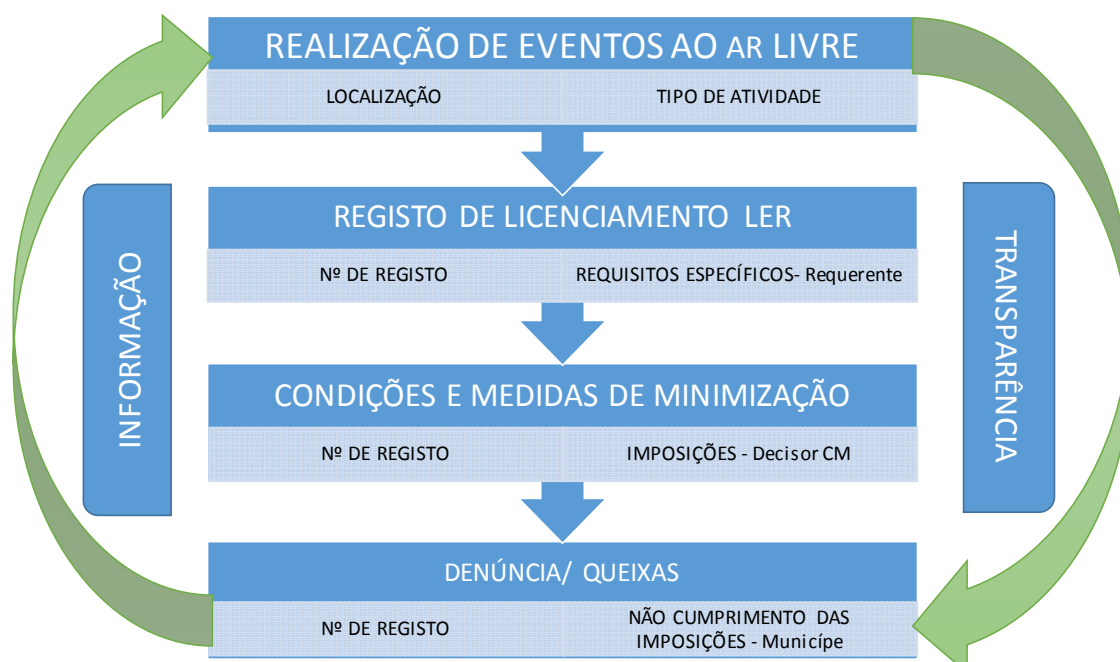 REALIZAÇÃO DE EVENTOS AO AR LIVRE
LOCALIZAÇÃO
TIPO DE ATIVIDADE
REGISTO DE LICENCIAMENTO LER
Nº DE REGISTO
REQUISITOS ESPECÍFICOS- Requerente
INFORMAÇÃO
TRANSPARÊNCIA
CONDIÇÕES E MEDIDAS DE MINIMIZAÇÃO
Nº DE REGISTO
IMPOSIÇÕES - Decisor CM
DENÚNCIA/ QUEIXAS
Nº DE REGISTO
NÃO CUMPRIMENTO DAS
IMPOSIÇÕES - Municípe